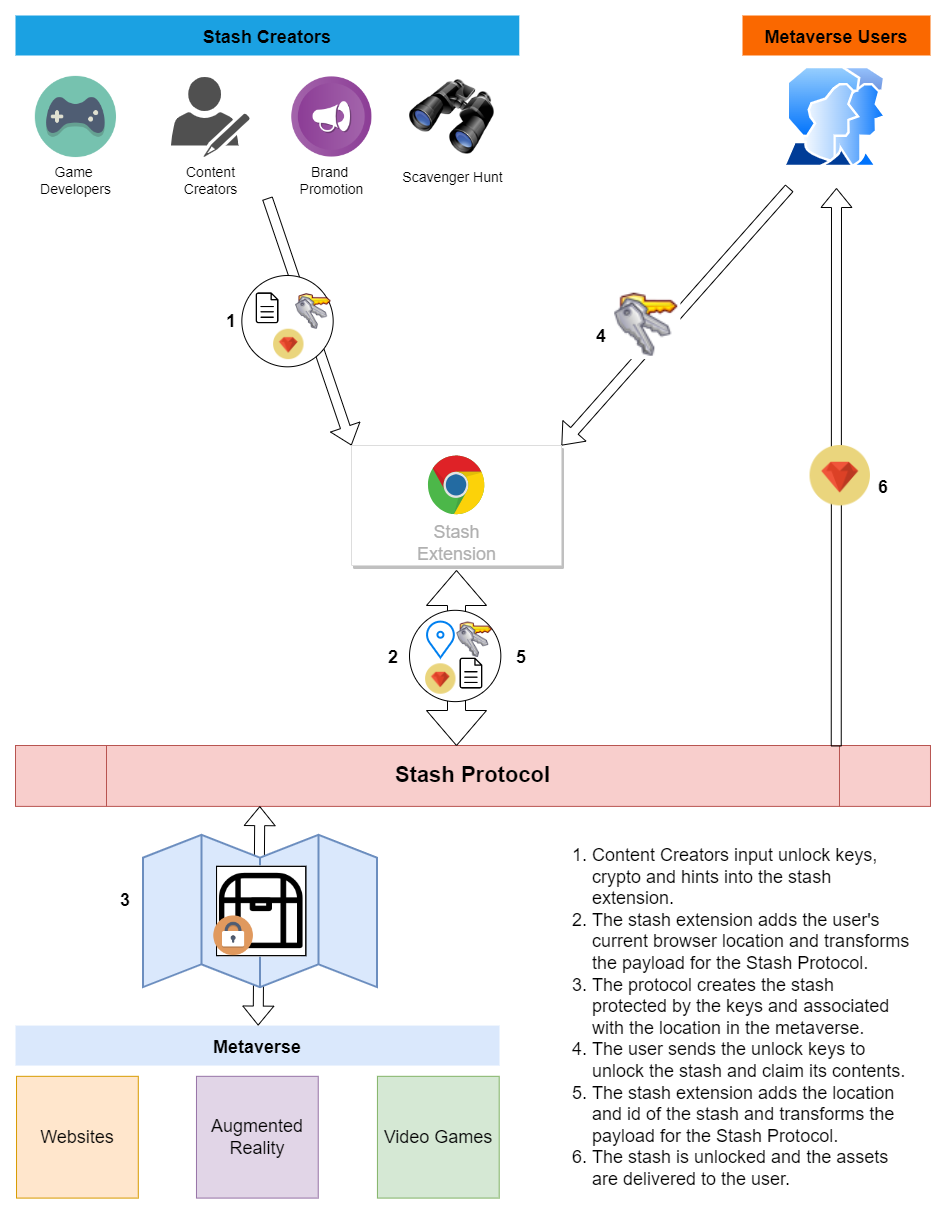 Stash Creators
Metaverse Users
Game
Developers
Content
Creators
Brand
Promotion
Scavenger Hunt
1
4
Stash
Extension
6
2
5
Stash Protocol
3
1. Content Creators input unlock keys,
crypto and hints into the stash
extension.
2. The stash extension adds the user's
current browser location and transforms
the payload for the Stash Protocol.
3. The protocol creates the stash
protected by the keys and associated
with the location in the metaverse.
4. The user sends the unlock keys to
unlock the stash and claim its contents.
5. The stash extension adds the location
and id of the stash and transforms the
payload for the Stash Protocol.
6. The stash is unlocked and the assets
are delivered to the user.
Metaverse
Websites
Augmented
Reality
Video Games